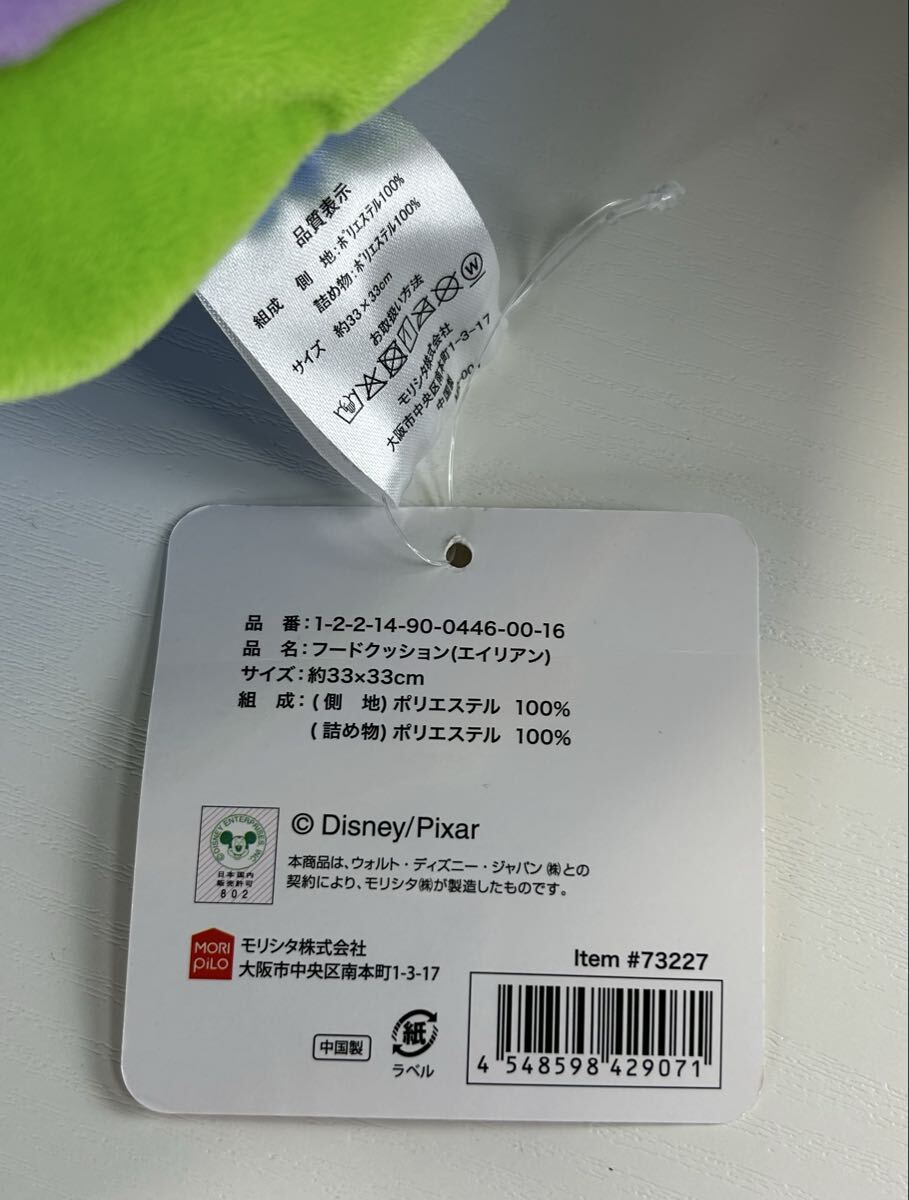 品質表示
組成 側 地:ポリエステル100%
詰め物:ポリエステル100%
サイズ 約33×33cm
お取扱い方法
W
モリシタ株式会社
大阪市中央区南本町1-3-17
中国製
品 番:1-2-2-14-90-0446-00-16
品 名:フードクッション(エイリアン)
サイズ:約33×33cm
組 成:(側 地)ポリエステル 100%
(詰め物)ポリエステル 100%
©DISNEY ENTERPRISES INC
日本国内
販売許可
802
© Disney/Pixar
本商品は、ウォルト・ディズニー・ジャパン㈱との
契約により、モリシタ㈱が製造したものです。
MORI
PiLO
モリシタ株式会社
大阪市中央区南本町1-3-17
Item #73227
中国製
紙
ラベル
4 548598 429071